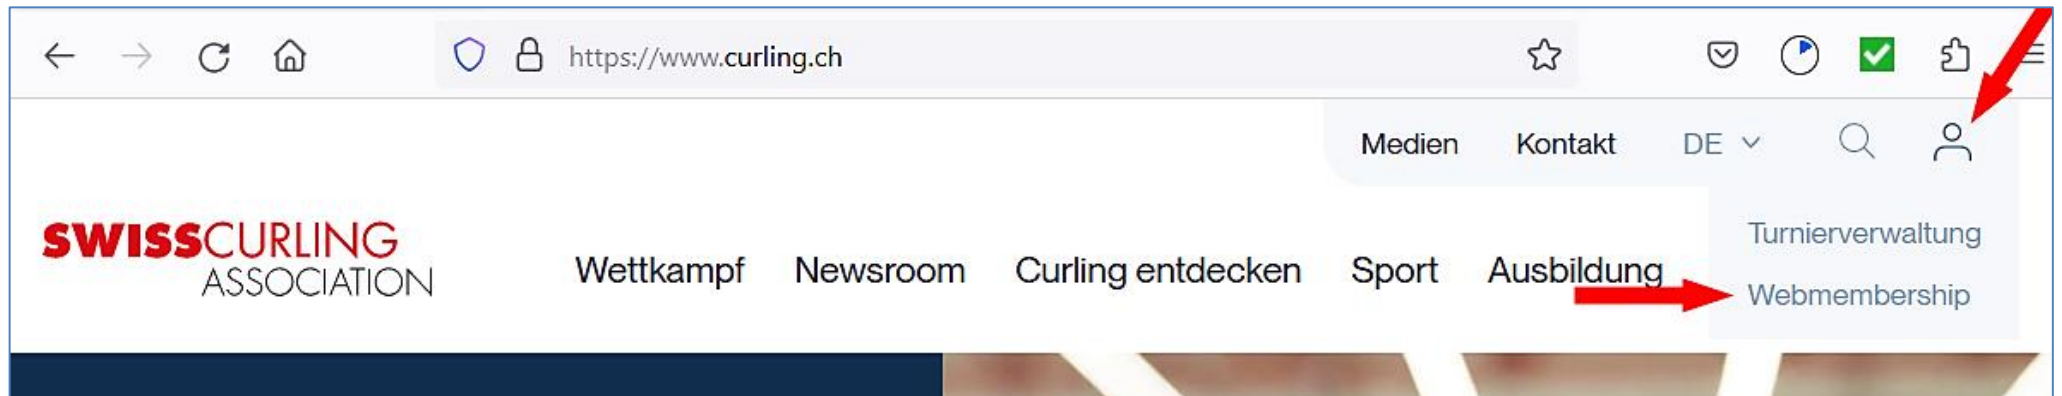 https://www.curling.ch
Medien Kontakt DE
SWISSCURLING
ASSOCIATION
Wettkampf Newsroom Curling entdecken Sport Ausbildung
Turnierverwaltung
Webmembership